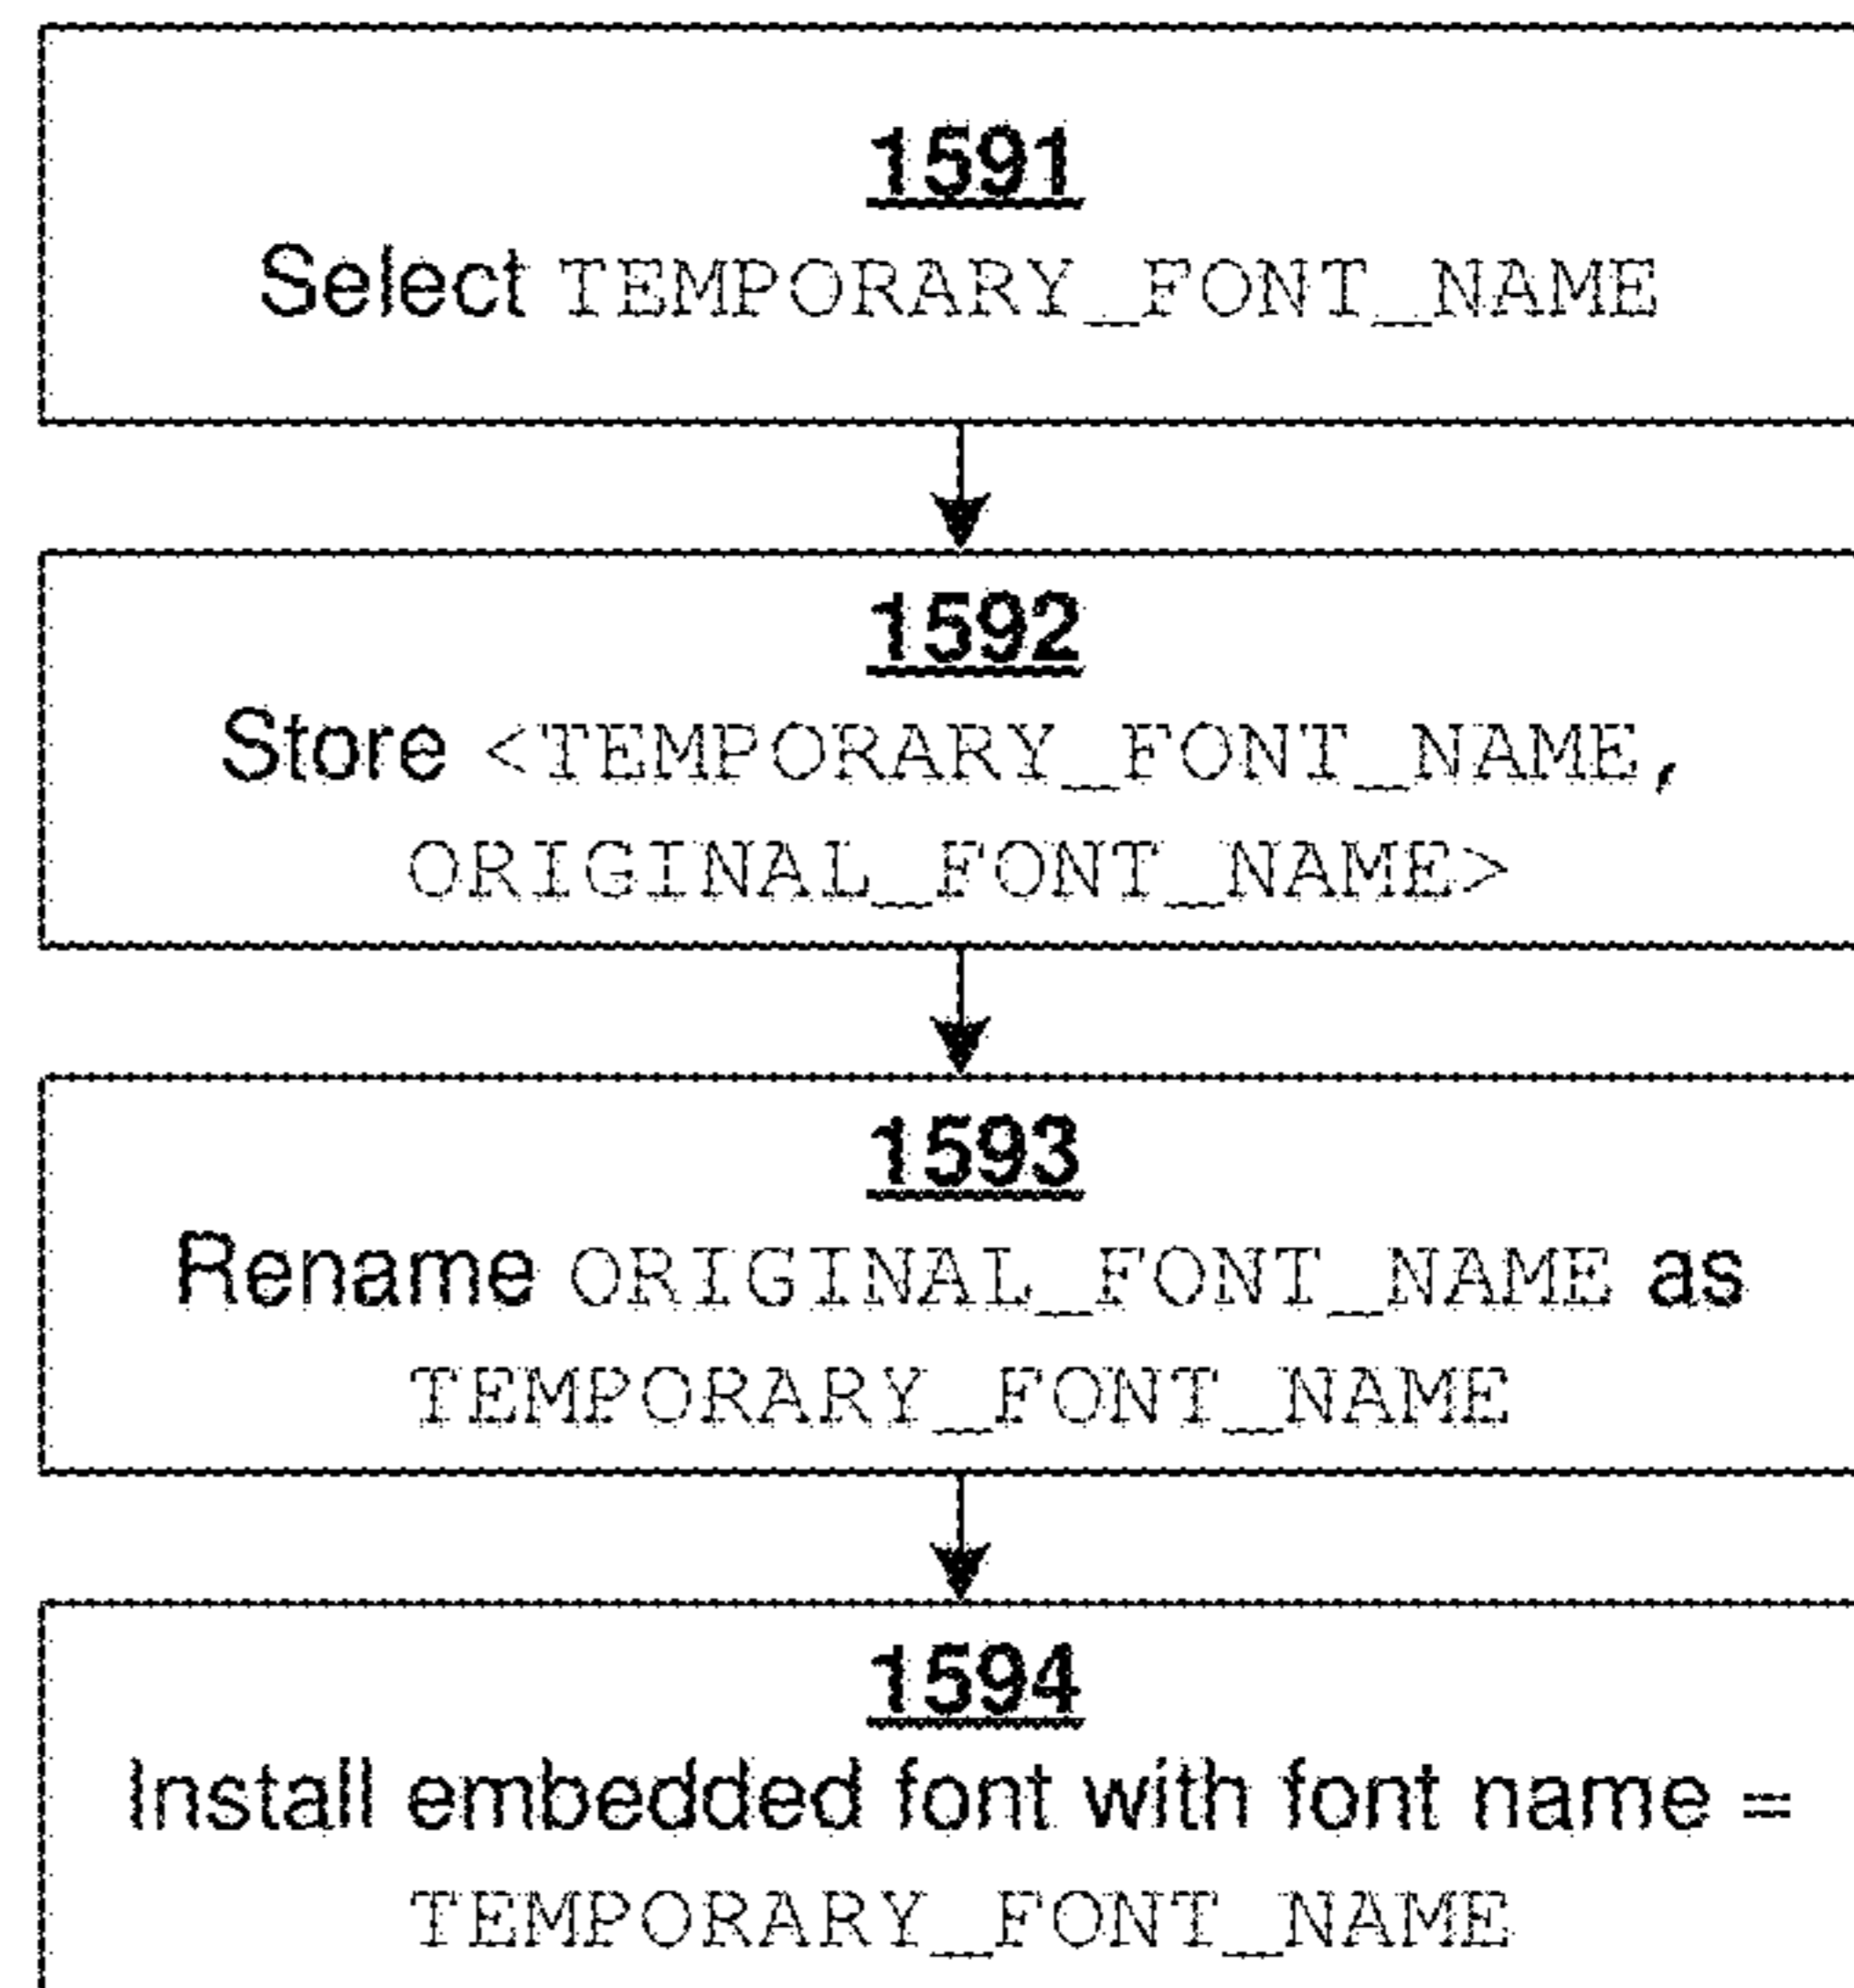 1591
Select TEMPORARY_FONT_NAME
1592
Store <TEMPORARY_FONT_NAME,
ORIGINAL_FONT_NAME>
1593
Rename ORIGINAL_FONT_NAME as
TEMPORARY_FONT_NAME
1594
Install embedded font with font name =
TEMPORARY_FONT_NAME